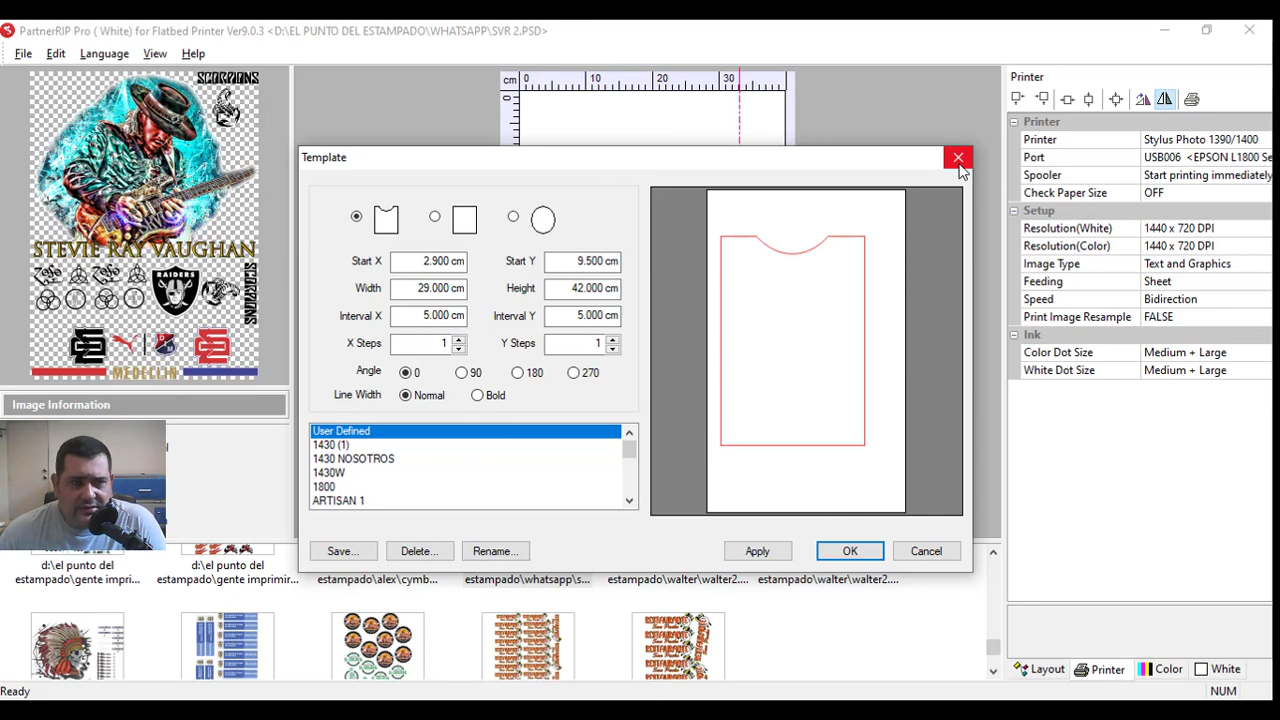 PartnerRIP Pro ( White) for Flatbed Printer Ver9.0.3 <D:\EL PUNTO DEL ESTAMPADO\WHATSAPP\SVR 2.PSD>
File Edit Language View Help
SCORPIONS
STEVIE RAY VAUGHAN
RAIDERS
SCORPIONS
MEDELLIN
Image Information
cm 0 10 20 30
0
Template
Start X 2.900 cm Start Y 9.500 cm
Width 29.000 cm Height 42.000 cm
Interval X 5.000 cm Interval Y 5.000 cm
X Steps 1 Y Steps 1
Angle 0 90 180 270
Line Width Normal Bold
User Defined
1430 (1)
1430 NOSOTROS
1430W
1800
ARTISAN 1
Save... Delete... Rename... Apply OK Cancel
Printer
Printer
Printer Stylus Photo 1390/1400
Port USB006 <EPSON L1800 Se
Spooler Start printing immediately
Check Paper Size OFF
Setup
Resolution(White) 1440 x 720 DPI
Resolution(Color) 1440 x 720 DPI
Image Type Text and Graphics
Feeding Sheet
Speed Bidirection
Print Image Resample FALSE
Ink
Color Dot Size Medium + Large
White Dot Size Medium + Large
d:\el punto del estampado\gente imprimir...
d:\el punto del estampado\gente imprimir...
estampado\alex\cymb...
estampado\whatsapp\s...
estampado\walter\walter2....
estampado\walter\walter2....
Layout Printer Color White
Ready NUM